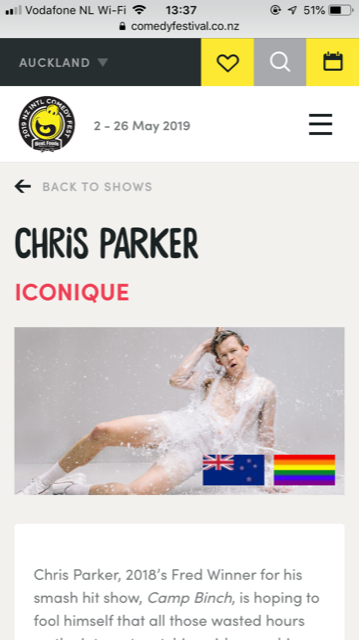 Vodafone NL Wi-Fi 13:37 51%
comedyfestival.co.nz
AUCKLAND
2019 NZ INTL COMEDY FEST
Best Foods
2 - 26 May 2019
BACK TO SHOWS
CHRIS PARKER
ICONIQUE
Chris Parker, 2018's Fred Winner for his
smash hit show, Camp Binch, is hoping to
fool himself that all those wasted hours